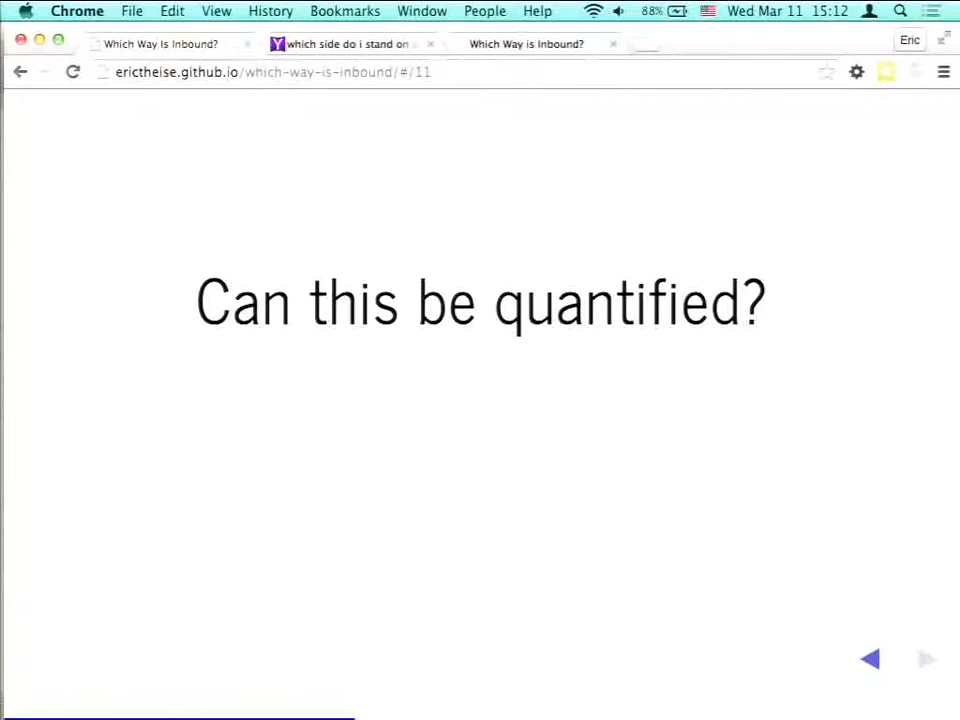 Chrome File Edit View History Bookmarks Window People Help 88% Wed Mar 11 15:12
Which Way Is Inbound? which side do i stand on Which Way is Inbound? Eric
erictheise.github.io/which-way-is-inbound/#/11
Can this be quantified?